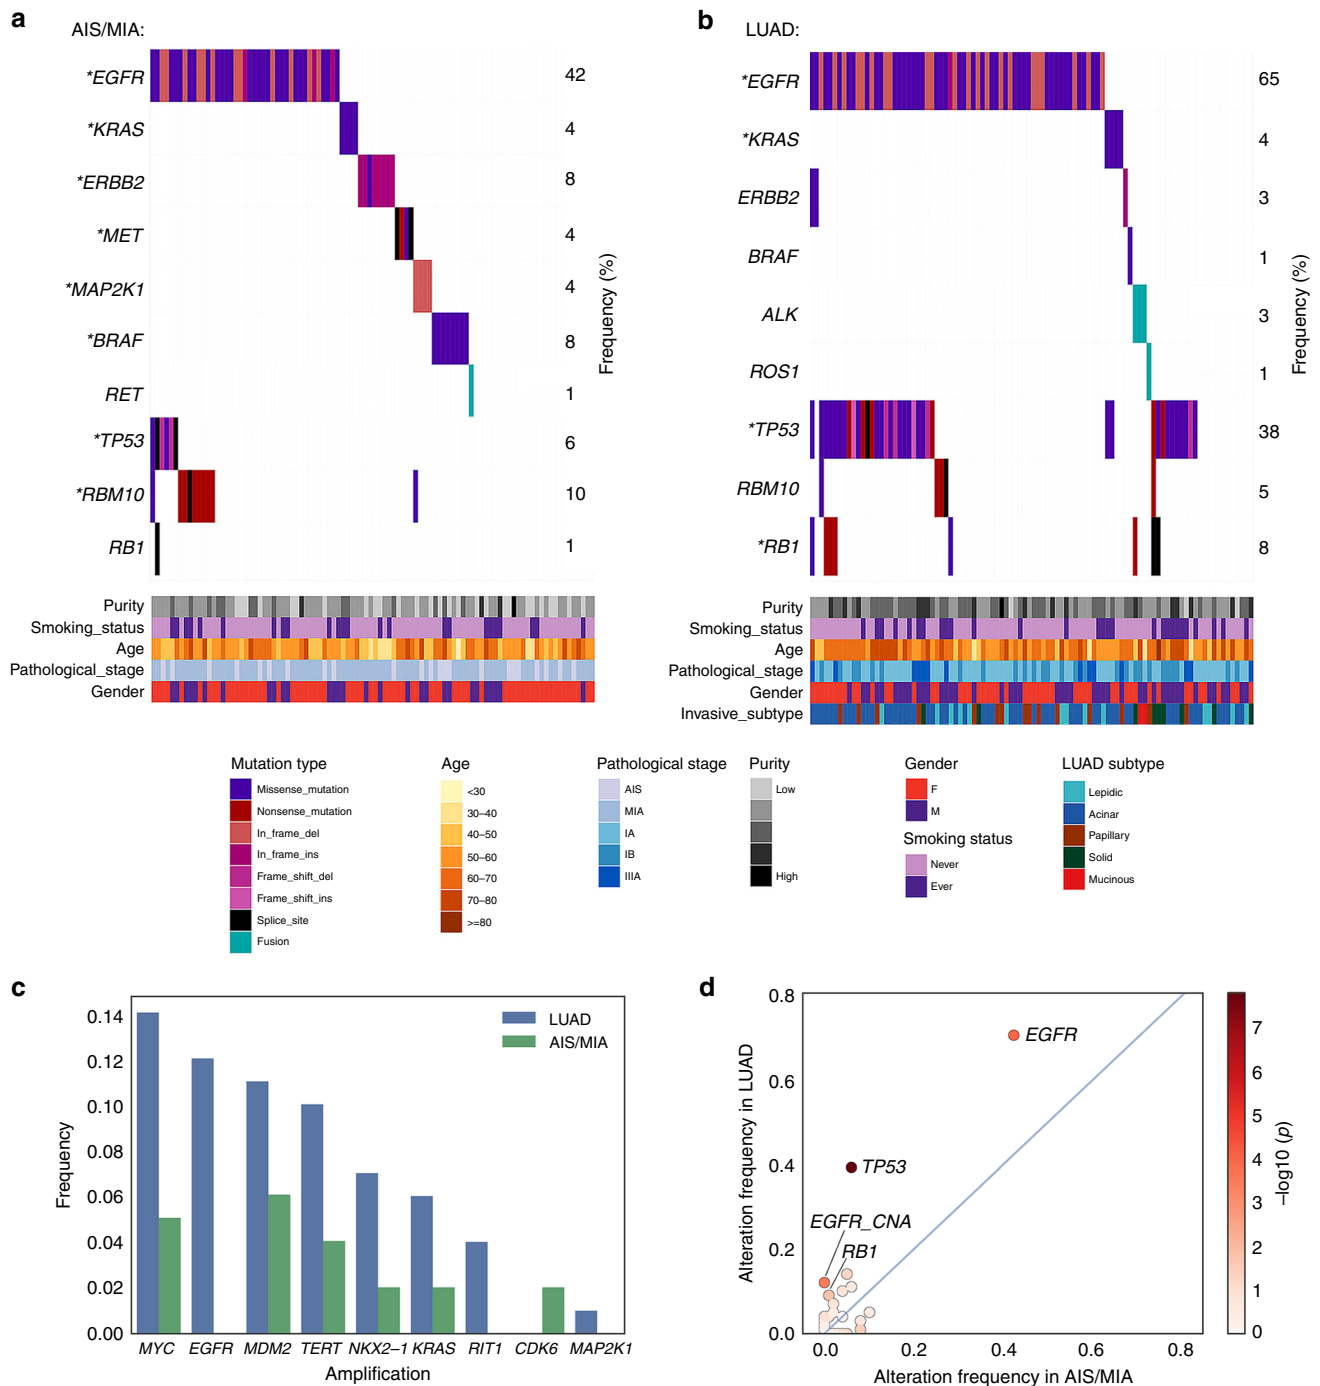 a
AIS/MIA:
*EGFR 42
*KRAS 4
*ERBB2 8
*MET 4
*MAP2K1 4
*BRAF 8
RET 1
*TP53 6
*RBM10 10
RB1 1
Frequency (%)
Purity
Smoking_status
Age
Pathological_stage
Gender
b
LUAD:
*EGFR 65
*KRAS 4
ERBB2 3
BRAF 1
ALK 3
ROS1 1
*TP53 38
RBM10 5
*RB1 8
Frequency (%)
Purity
Smoking_status
Age
Pathological_stage
Gender
Invasive_subtype
Mutation type
Missense_mutation
Nonsense_mutation
In_frame_del
In_frame_ins
Frame_shift_del
Frame_shift_ins
Splice_site
Fusion
Age
<30
30–40
40–50
50–60
60–70
70–80
>=80
Pathological stage
AIS
MIA
IA
IB
IIIA
Purity
Low
High
Gender
F
M
Smoking status
Never
Ever
LUAD subtype
Lepidic
Acinar
Papillary
Solid
Mucinous
c
LUAD
AIS/MIA
0.14
0.12
0.10
0.08
0.06
0.04
0.02
0.00
Frequency
MYC EGFR MDM2 TERT NKX2–1 KRAS RIT1 CDK6 MAP2K1
Amplification
d
0.8
0.6
0.4
0.2
0.0
Alteration frequency in LUAD
EGFR
TP53
EGFR_CNA
RB1
0.0 0.2 0.4 0.6 0.8
Alteration frequency in AIS/MIA
7
6
5
4
3
2
1
0
–log10 (p)